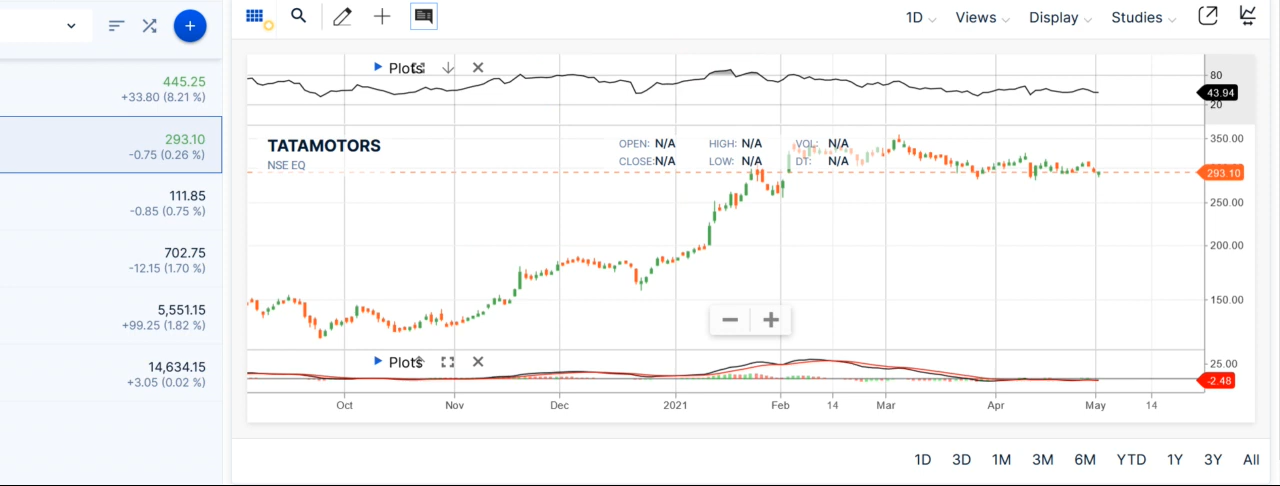 1D Views Display Studies
445.25
+33.80 (8.21 %)
293.10
-0.75 (0.26 %)
111.85
-0.85 (0.75 %)
702.75
-12.15 (1.70 %)
5,551.15
+99.25 (1.82 %)
14,634.15
+3.05 (0.02 %)
Plots
80
43.94
20
TATAMOTORS
NSE EQ
OPEN: N/A HIGH: N/A VOL: N/A
CLOSE:N/A LOW: N/A DT: N/A
350.00
293.10
250.00
200.00
150.00
Plots
25.00
-2.48
Oct Nov Dec 2021 Feb 14 Mar Apr May 14
1D 3D 1M 3M 6M YTD 1Y 3Y All